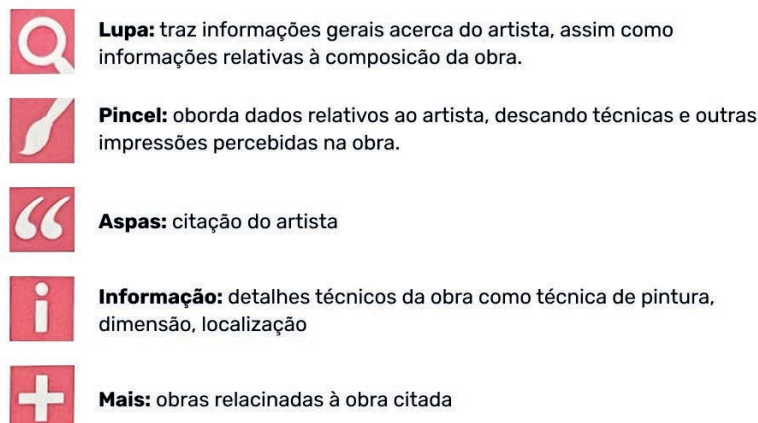 Lupa: traz informações gerais acerca do artista, assim como
informações relativas à composicão da obra.
Pincel: oborda dados relativos ao artista, descando técnicas e outras
impressões percebidas na obra.
Aspas: citação do artista
Informação: detalhes técnicos da obra como técnica de pintura,
dimensão, localização
Mais: obras relacinadas à obra citada